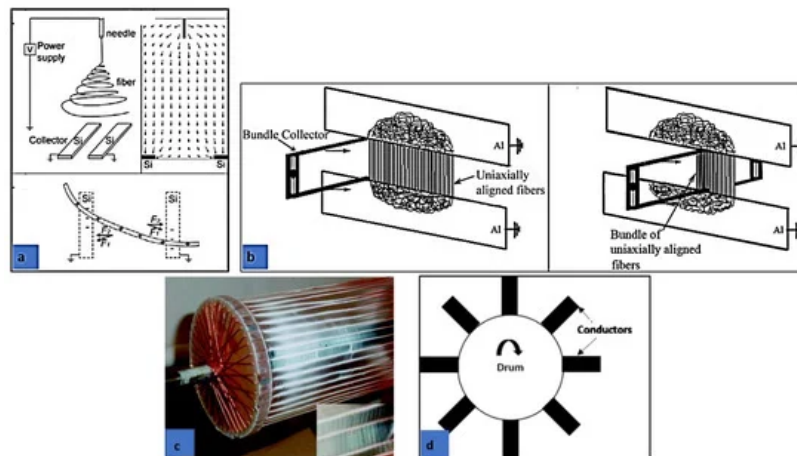 needle
V
Power
supply
fiber
Collector
Si
Si
Si
Si
Si
Si
a
Bundle Collector
Al
Uniaxially
aligned fibers
Al
b
Al
Al
Bundle of
uniaxially aligned
fibers
c
Conductors
Drum
d